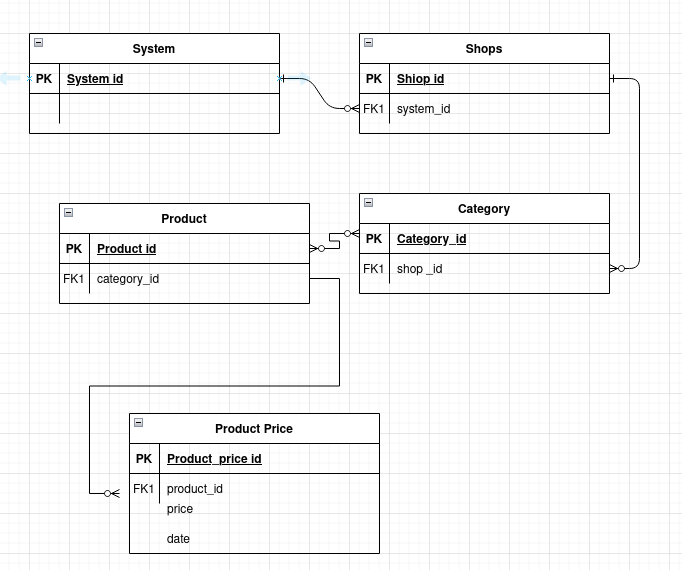 System
PK System id
Shops
PK Shiop id
FK1 system_id
Product
PK Product id
FK1 category_id
Category
PK Category_id
FK1 shop _id
Product Price
PK Product_price id
FK1 product_id
price
date